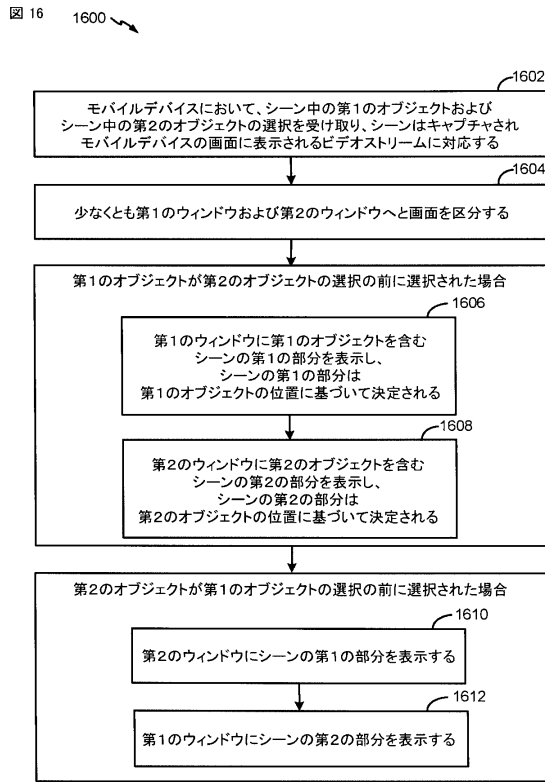 図 16
1600
1602
モバイルデバイスにおいて、シーン中の第1のオブジェクトおよび
シーン中の第2のオブジェクトの選択を受け取り、シーンはキャプチャされ
モバイルデバイスの画面に表示されるビデオストリームに対応する
1604
少なくとも第1のウィンドウおよび第2のウィンドウへと画面を区分する
第1のオブジェクトが第2のオブジェクトの選択の前に選択された場合
1606
第1のウィンドウに第1のオブジェクトを含む
シーンの第1の部分を表示し、
シーンの第1の部分は
第1のオブジェクトの位置に基づいて決定される
1608
第2のウィンドウに第2のオブジェクトを含む
シーンの第2の部分を表示し、
シーンの第2の部分は
第2のオブジェクトの位置に基づいて決定される
第2のオブジェクトが第1のオブジェクトの選択の前に選択された場合
1610
第2のウィンドウにシーンの第1の部分を表示する
1612
第1のウィンドウにシーンの第2の部分を表示する